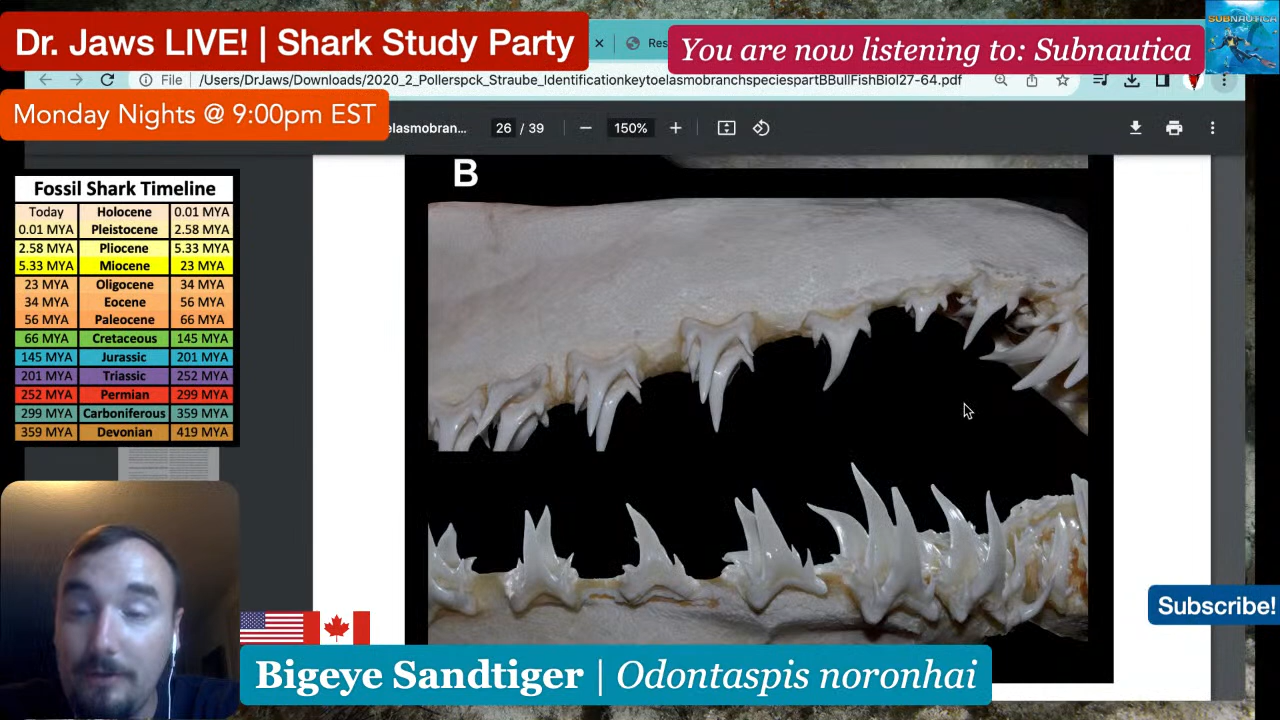 Dr. Jaws LIVE! | Shark Study Party
Res
You are now listening to: Subnautica
SUBNAUTICA
File /Users/DrJaws/Downloads/2020_2_Pollerspck_Straube_IdentificationkeytoelasmobranchspeciespartBBullFishBiol27-64.pdf
Monday Nights @ 9:00pm EST
elasmobran... 26 / 39 150%
B
Fossil Shark Timeline
Today Holocene 0.01 MYA
0.01 MYA Pleistocene 2.58 MYA
2.58 MYA Pliocene 5.33 MYA
5.33 MYA Miocene 23 MYA
23 MYA Oligocene 34 MYA
34 MYA Eocene 56 MYA
56 MYA Paleocene 66 MYA
66 MYA Cretaceous 145 MYA
145 MYA Jurassic 201 MYA
201 MYA Triassic 252 MYA
252 MYA Permian 299 MYA
299 MYA Carboniferous 359 MYA
359 MYA Devonian 419 MYA
Subscribe!
Bigeye Sandtiger | Odontaspis noronhai